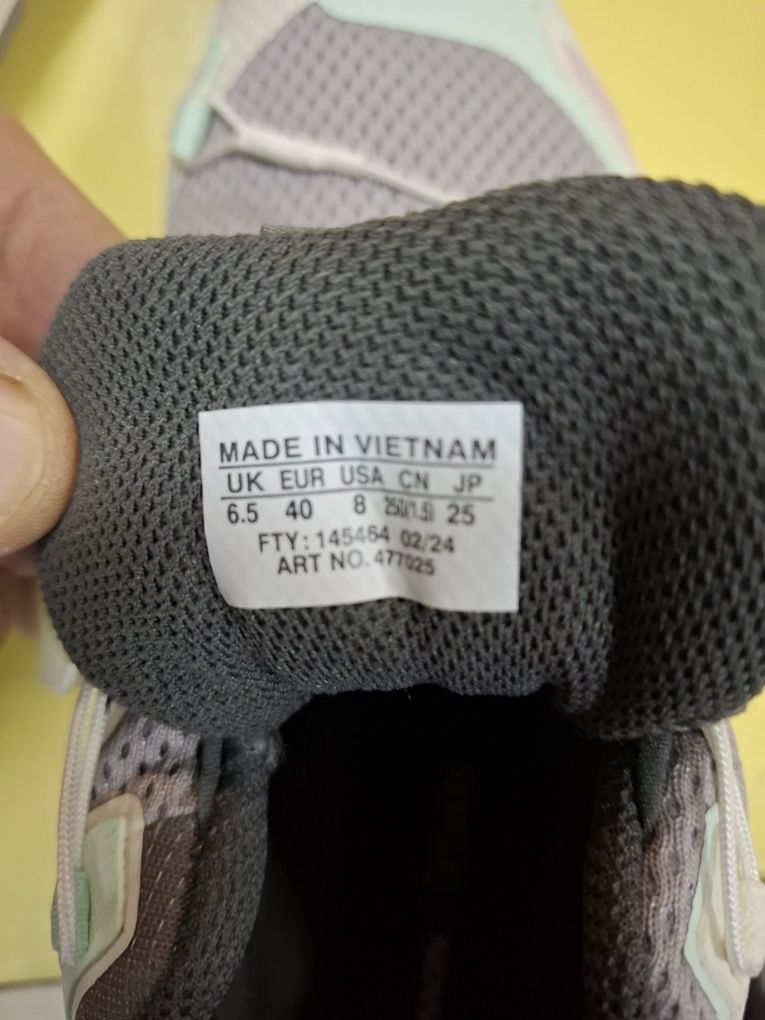 MADE IN VIETNAM
UK EUR USA CN JP
6.5 40 8 250(1.5) 25
FTY: 145464 02/24
ART NO. 477025